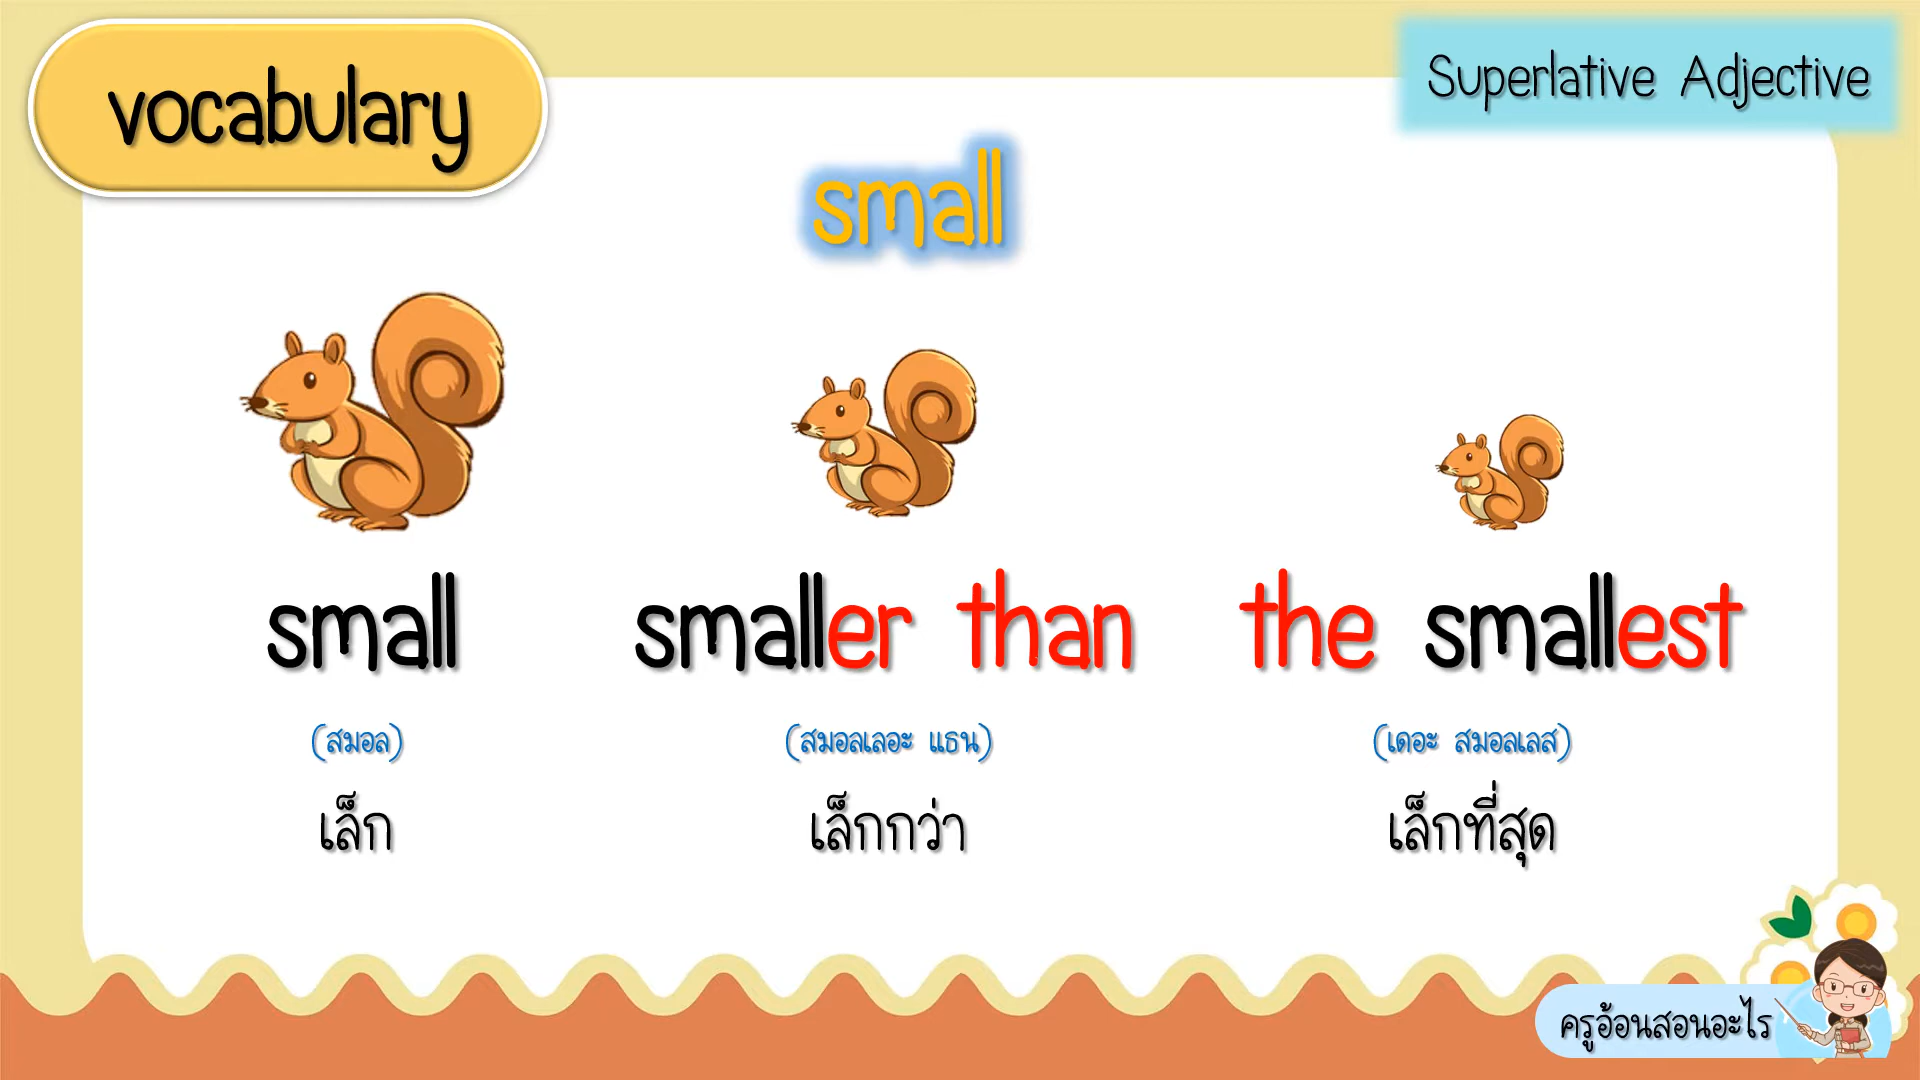 vocabulary
Superlative Adjective
small
small
smaller than
the smallest
(สมอล)
(สมอลเลอะ แธน)
(เดอะ สมอลเลส)
เล็ก
เล็กกว่า
เล็กที่สุด
ครูอ้อนสอนอะไร